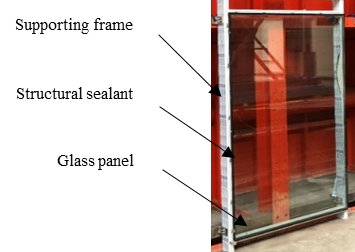 Supporting frame
Structural sealant
Glass panel